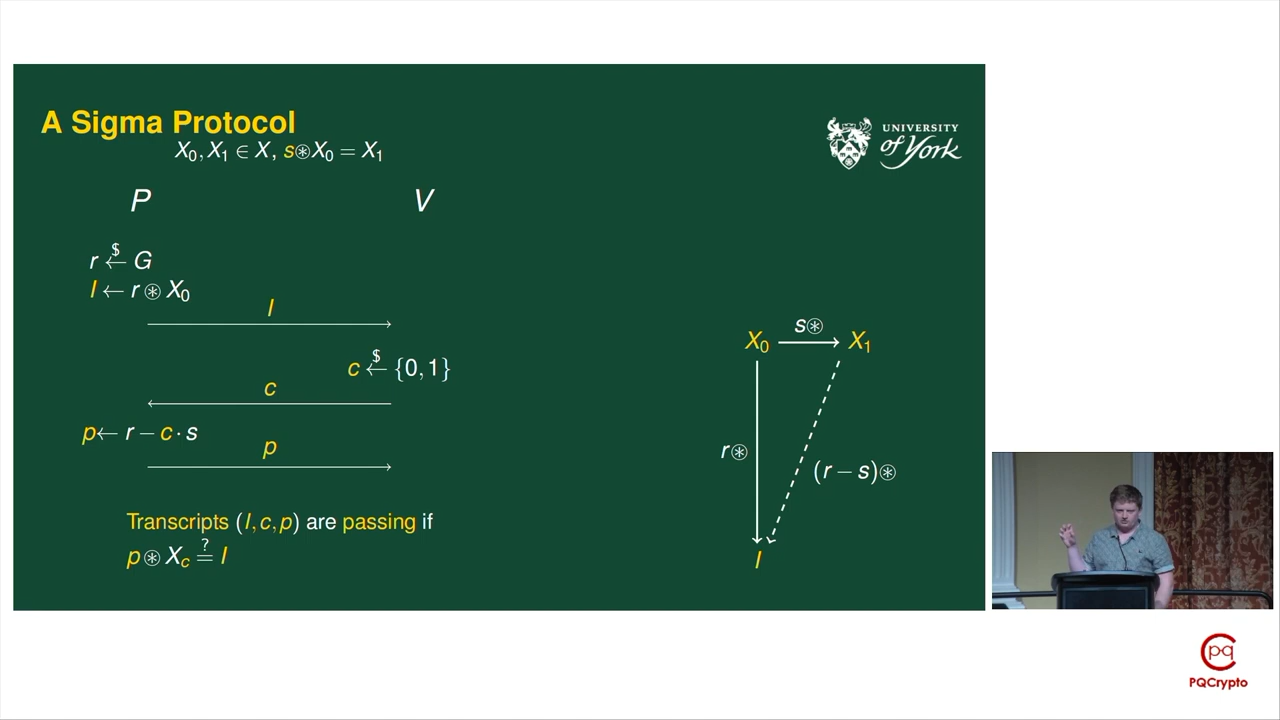 A Sigma Protocol
X₀, X₁ ∈ X, s⊛X₀ = X₁
UNIVERSITY
of York
P V
r ←$ G
I ← r ⊛ X₀
I
c ←$ {0, 1}
c
p ← r − c · s
p
Transcripts (I, c, p) are passing if
p ⊛ X_c ?= I
s⊛
X₀ X₁
r⊛
(r − s)⊛
I
pq
PQCrypto